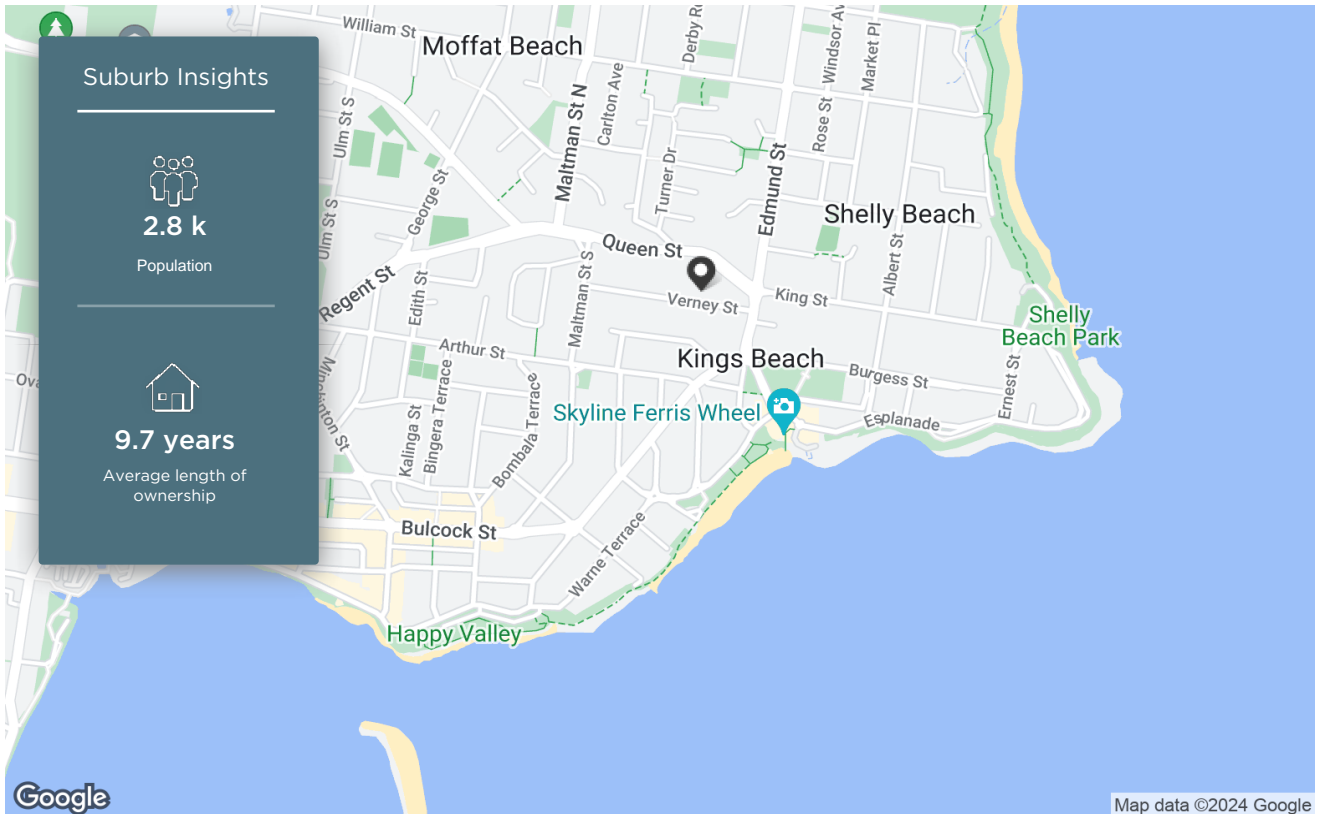 Suburb Insights
2.8 k
Population
9.7 years
Average length of
ownership
William St
Moffat Beach
Derby
Windsor
Market Pl
Maltman St N
Carlton Ave
Ulm St S
Rose St
Edmund St
Turner Dr
George St
Shelly Beach
Ulm St S
Queen St
Albert St
Regent St
Edith St
Maltman St S
Verney St
King St
Shelly
Beach Park
Arthur St
Kings Beach
Burgess St
Ernest St
Skyline Ferris Wheel
Esplanade
Kalinga St
Bingera Terrace
Bombala Terrace
Bulcock St
Warne Terrace
Happy Valley
Google
Map data ©2024 Google